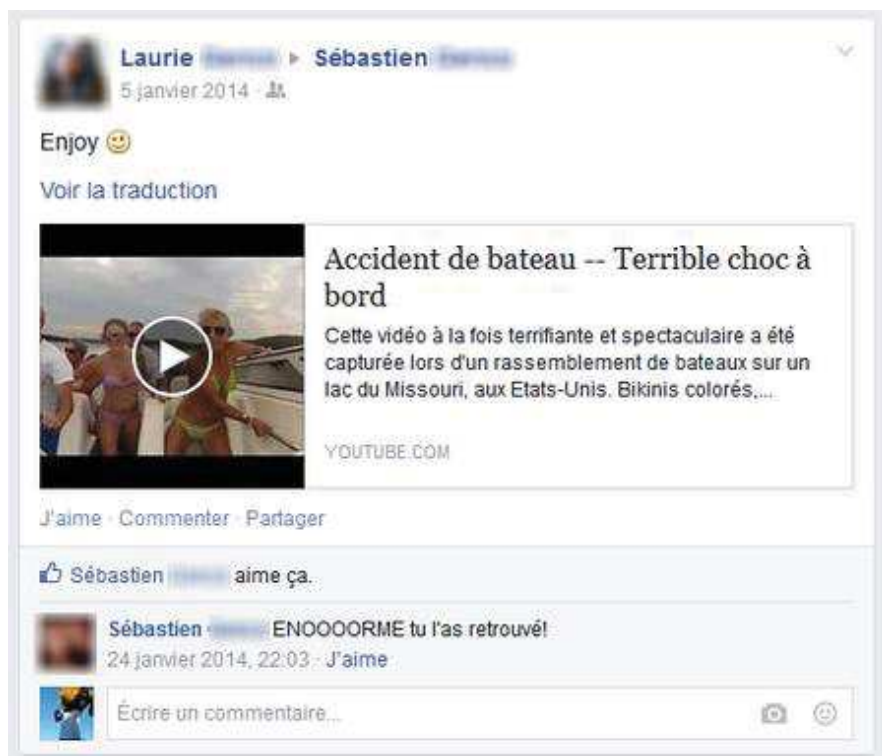 Laurie ▸ Sébastien
5 janvier 2014 ·
Enjoy
Voir la traduction
Accident de bateau -- Terrible choc à
bord
Cette vidéo à la fois terrifiante et spectaculaire a été
capturée lors d'un rassemblement de bateaux sur un
lac du Missouri, aux Etats-Unis. Bikinis colorés,...
YOUTUBE.COM
J'aime · Commenter · Partager
Sébastien aime ça.
Sébastien ENOOOORME tu l'as retrouvé!
24 janvier 2014, 22:03 · J'aime
Écrire un commentaire...